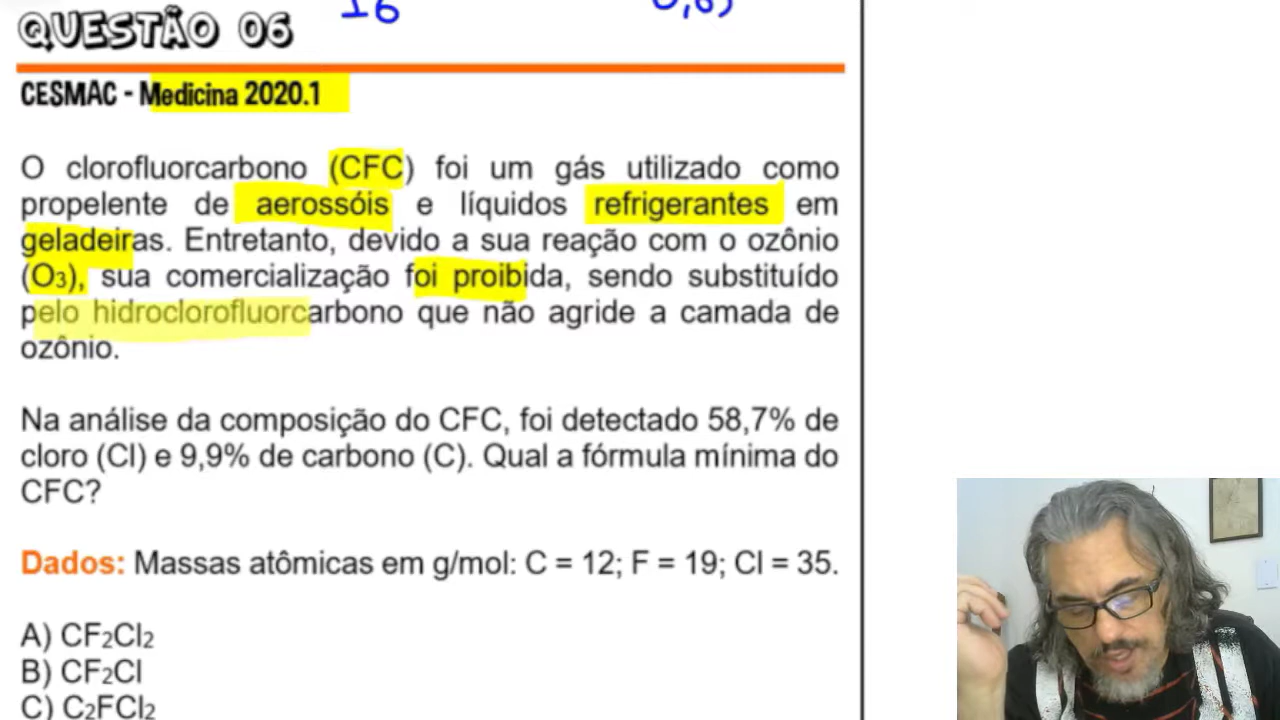 16
QUESTÃO 06
CESMAC - Medicina 2020.1
O clorofluorcarbono (CFC) foi um gás utilizado como
propelente de aerossóis e líquidos refrigerantes em
geladeiras. Entretanto, devido a sua reação com o ozônio
(O3), sua comercialização foi proibida, sendo substituído
pelo hidroclorofluorcarbono que não agride a camada de
ozônio.
Na análise da composição do CFC, foi detectado 58,7% de
cloro (Cl) e 9,9% de carbono (C). Qual a fórmula mínima do
CFC?
Dados: Massas atômicas em g/mol: C = 12; F = 19; Cl = 35.
A) CF2Cl2
B) CF2Cl
C) C2FCl2